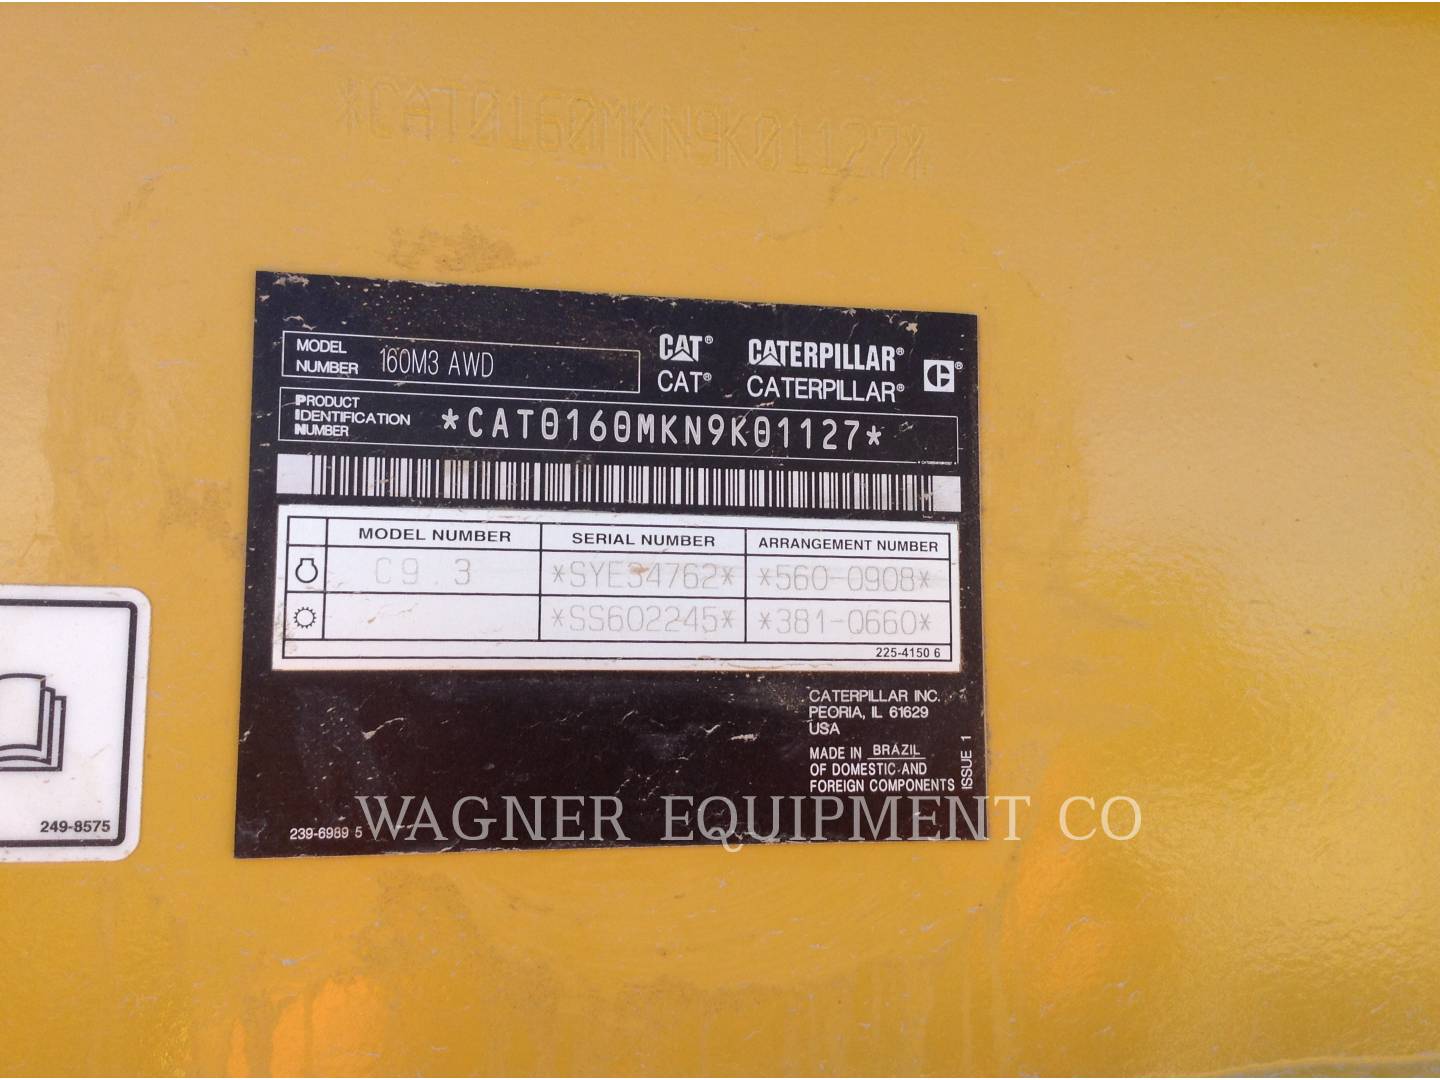 *CAT0160MKN9K01127*
MODEL NUMBER 160M3 AWD
CAT® CATERPILLAR®
CAT® CATERPILLAR®
PRODUCT IDENTIFICATION NUMBER *CAT0160MKN9K01127*
MODEL NUMBER SERIAL NUMBER ARRANGEMENT NUMBER
C9.3 *SYE34762* *560-0908*
*SS602245* *381-0660*
225-4150 6
CATERPILLAR INC.
PEORIA, IL 61629
USA
MADE IN BRAZIL
OF DOMESTIC AND
FOREIGN COMPONENTS
ISSUE 1
239-6989 5
249-8575
WAGNER EQUIPMENT CO